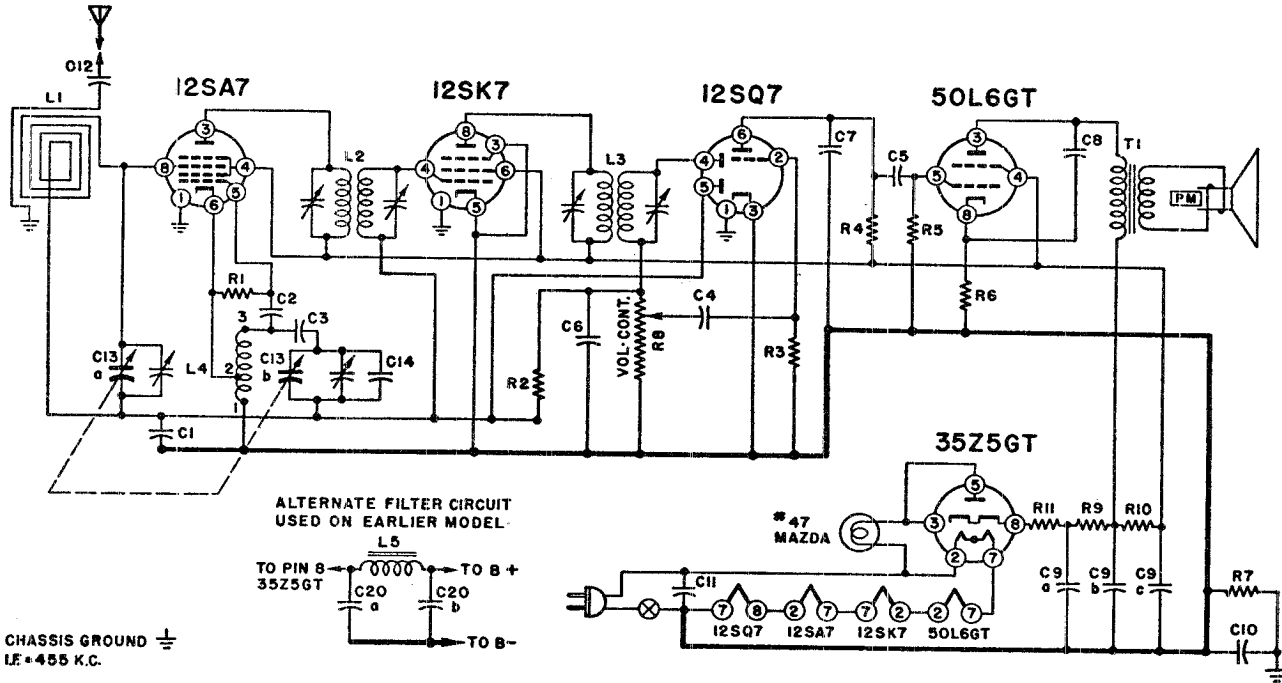 C12
L1
12SA7
12SK7
12SQ7
50L6GT
3
8
4
1
6
5
L2
8
3
4
6
1
5
L3
6
4
2
5
1
3
C7
C5
3
5
4
8
C8
T1
PM
R1
C2
3
C3
C13
a
L4
2
1
C13
b
C14
C1
R2
C6
VOL-CONT.
R8
C4
R3
R4
R5
R6
35Z5GT
ALTERNATE FILTER CIRCUIT
USED ON EARLIER MODEL
L5
TO PIN 8
35Z5GT
TO B+
C20
a
C20
b
TO B-
#47
MAZDA
5
3
8
2
7
R11
R9
R10
C11
7
8
2
7
7
2
2
7
12SQ7
12SA7
12SK7
50L6GT
C9
a
C9
b
C9
c
R7
C10
CHASSIS GROUND
I.F.=455 K.C.